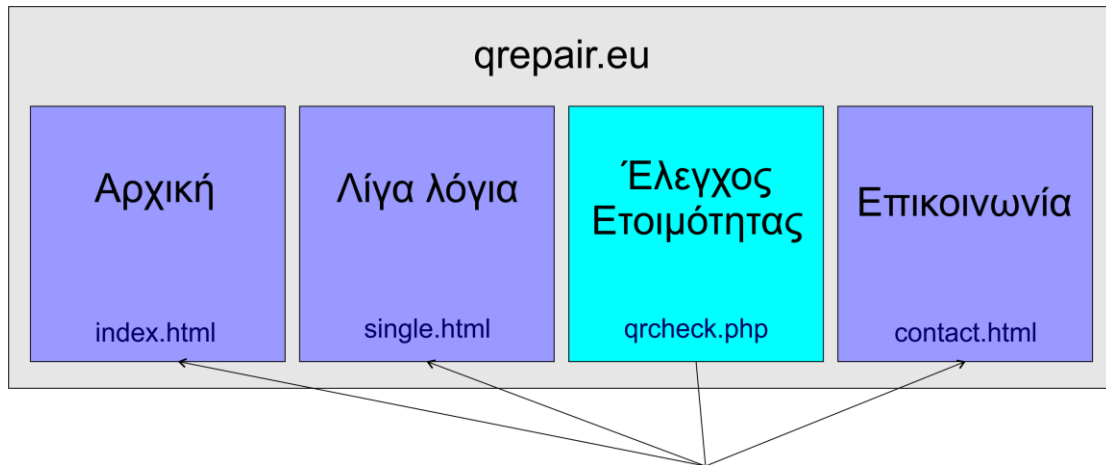 qrepair.eu
Αρχική
Λίγα λόγια
Έλεγχος
Ετοιμότητας
Επικοινωνία
index.html
single.html
qrcheck.php
contact.html